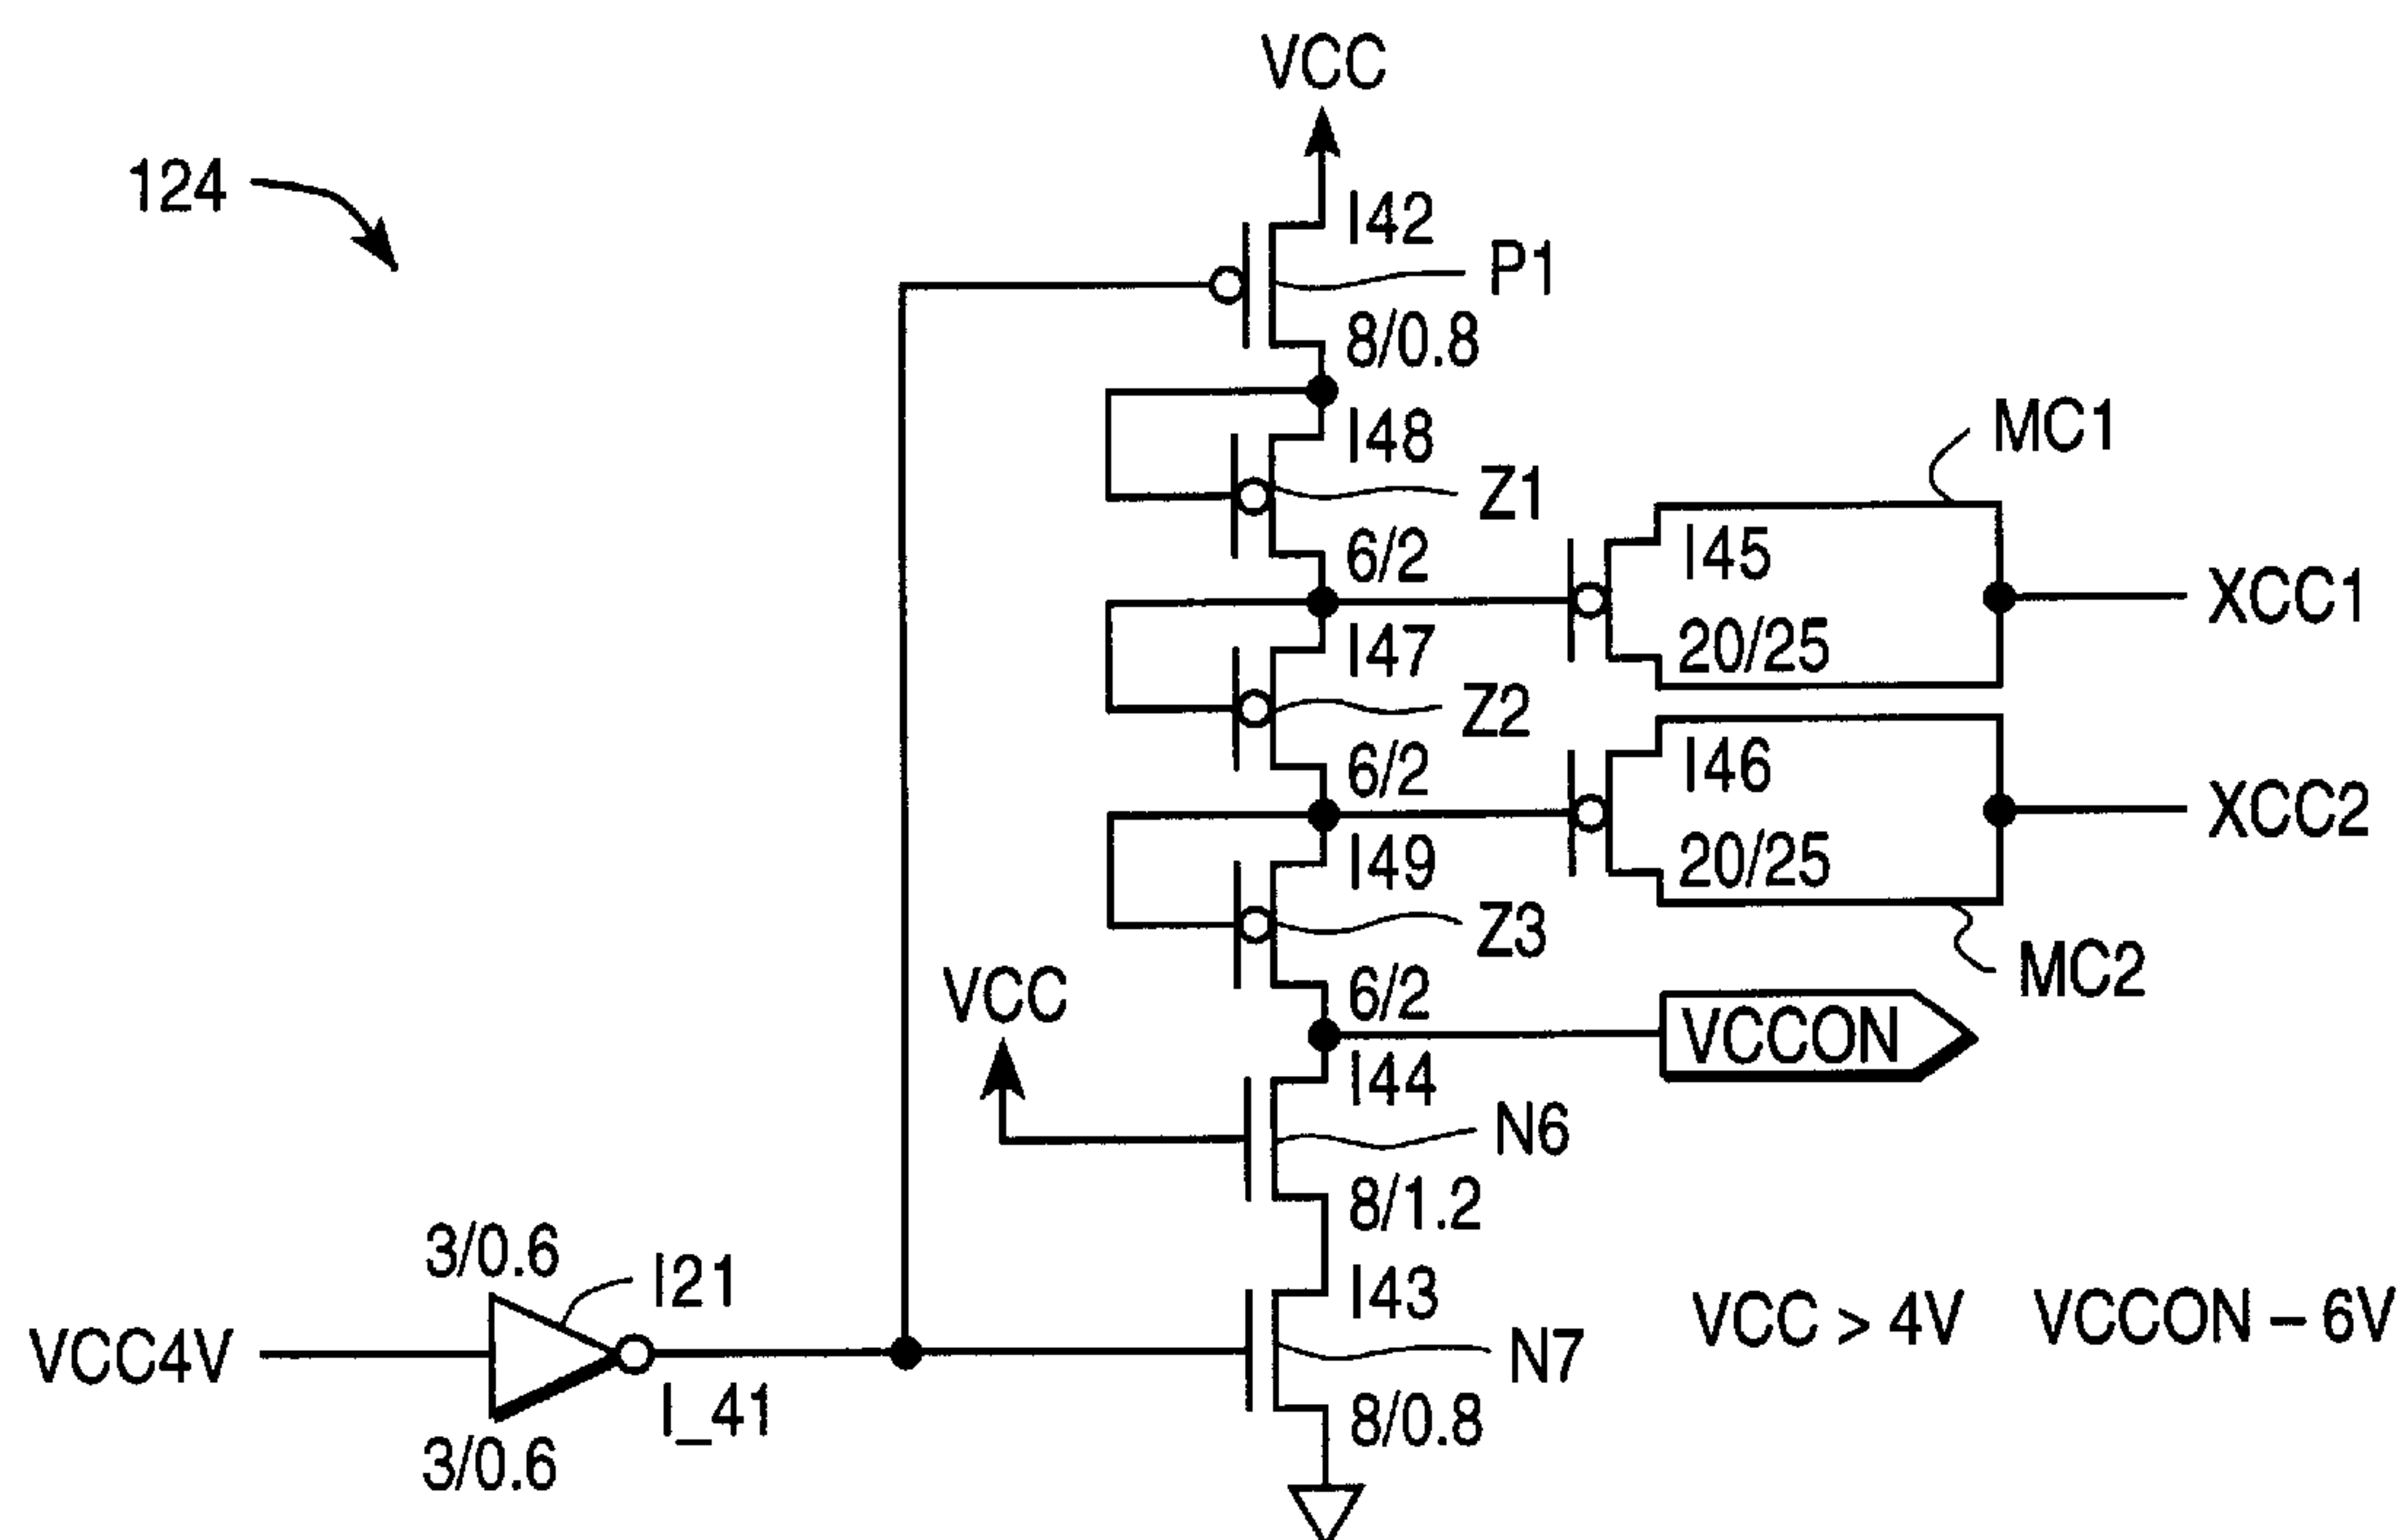 VCC
124
I42
P1
8/0.8
I48
Z1
6/2
MC1
I45
20/25
XCC1
I47
Z2
6/2
I46
20/25
XCC2
I49
Z3
6/2
MC2
VCC
VCCON
I44
N6
8/1.2
3/0.6
I21
VCC4V
I_41
3/0.6
I43
N7
8/0.8
VCC > 4V VCCON – 6V